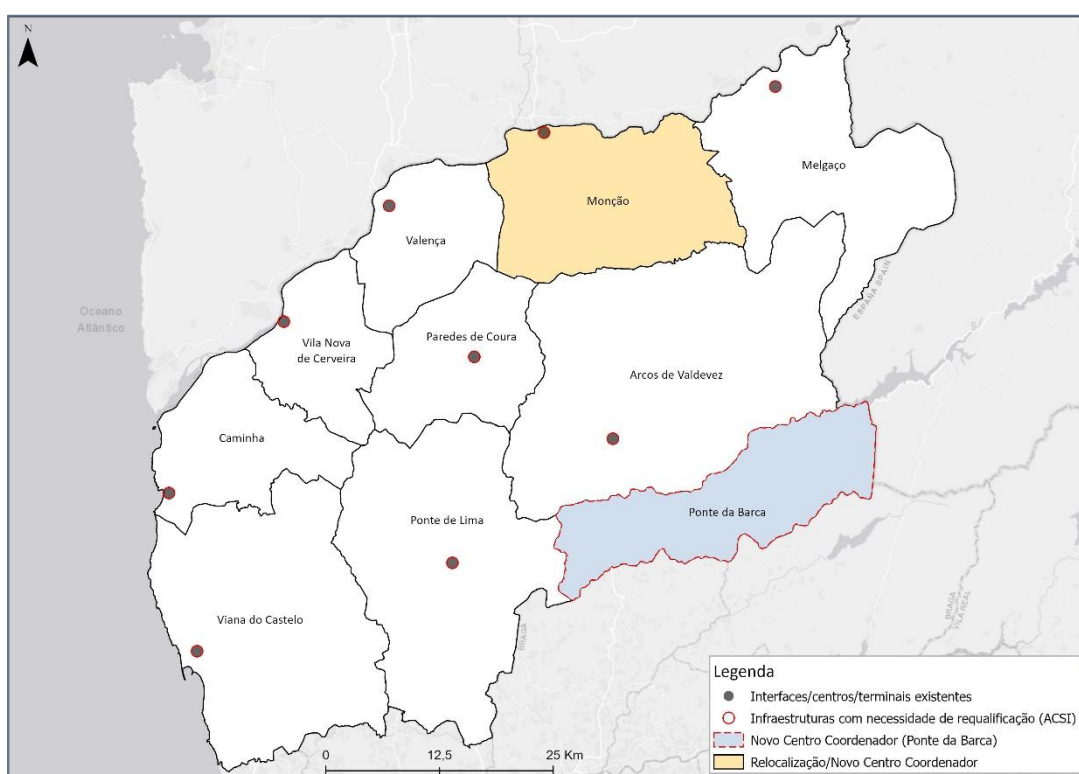 N
Melgaço
Monção
Valença
Oceano
Atlântico
ESPAÑA SPAIN
Paredes de Coura
Vila Nova
de Cerveira
Arcos de Valdevez
Caminha
Ponte da Barca
Ponte de Lima
Viana do Castelo
BRAGA
BRAGA
VILA REAL
Legenda
Interfaces/centros/terminais existentes
Infraestruturas com necessidade de requalificação (ACSI)
Novo Centro Coordenador (Ponte da Barca)
Relocalização/Novo Centro Coordenador
0 12,5 25 Km